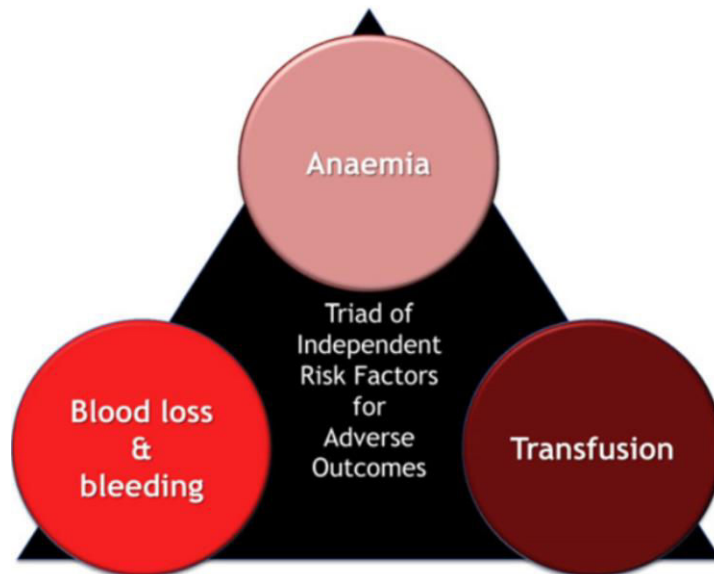 Anaemia
Triad of
Independent
Risk Factors
for
Adverse
Outcomes
Blood loss
&
bleeding
Transfusion